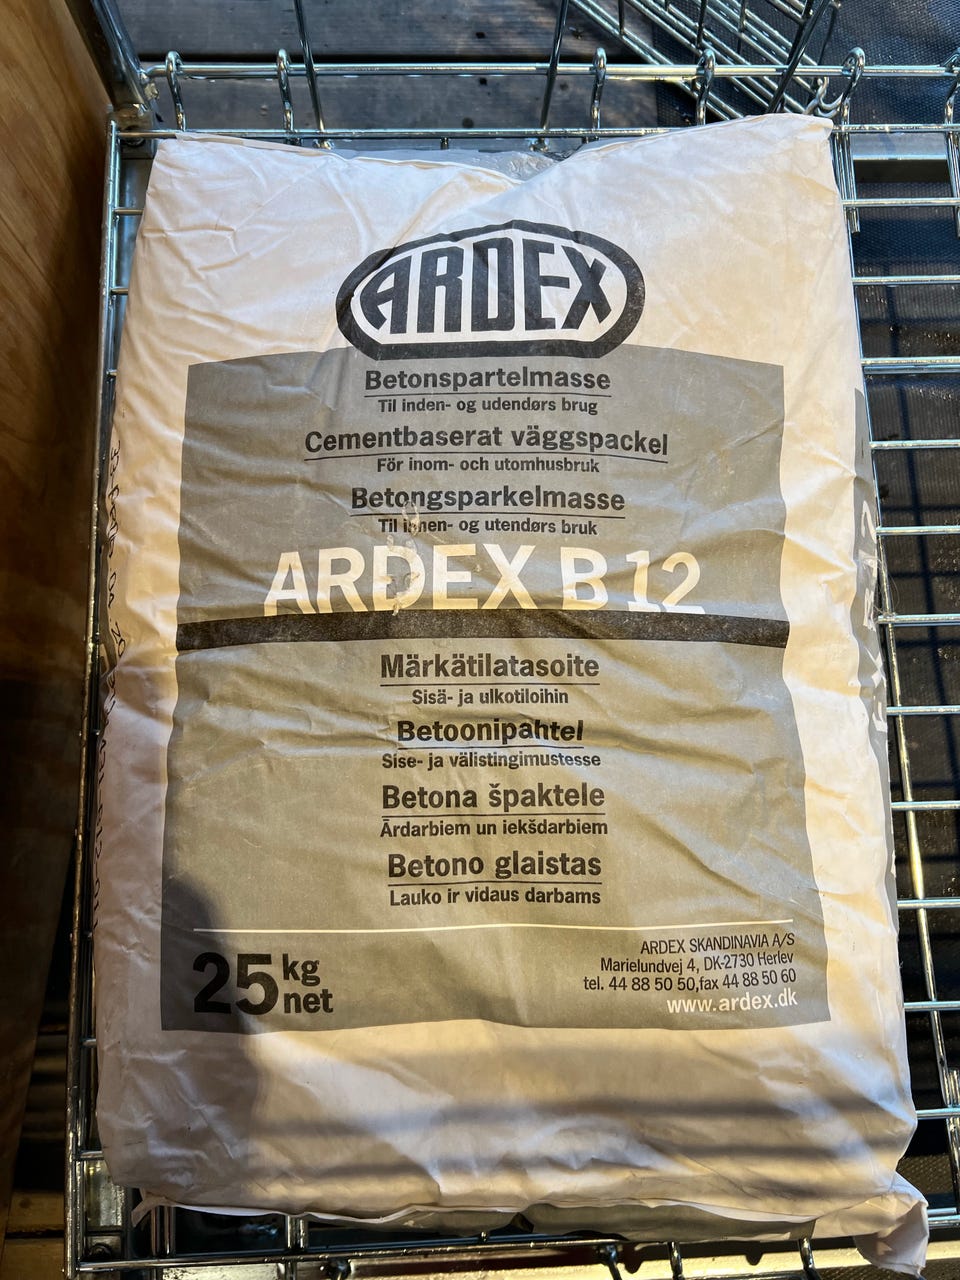 ARDEX
Betonspartelmasse
Til inden- og udendørs brug
Cementbaserat väggspackel
För inom- och utomhusbruk
Betongsparkelmasse
Til innen- og utendørs bruk
ARDEX B 12
Märkätilatasoite
Sisä- ja ulkotiloihin
Betoonipahtel
Sise- ja välistingimustesse
Betona špaktele
Ārdarbiem un iekšdarbiem
Betono glaistas
Lauko ir vidaus darbams
25 kg net
ARDEX SKANDINAVIA A/S
Marielundvej 4, DK-2730 Herlev
tel. 44 88 50 50,fax 44 88 50 60
www.ardex.dk